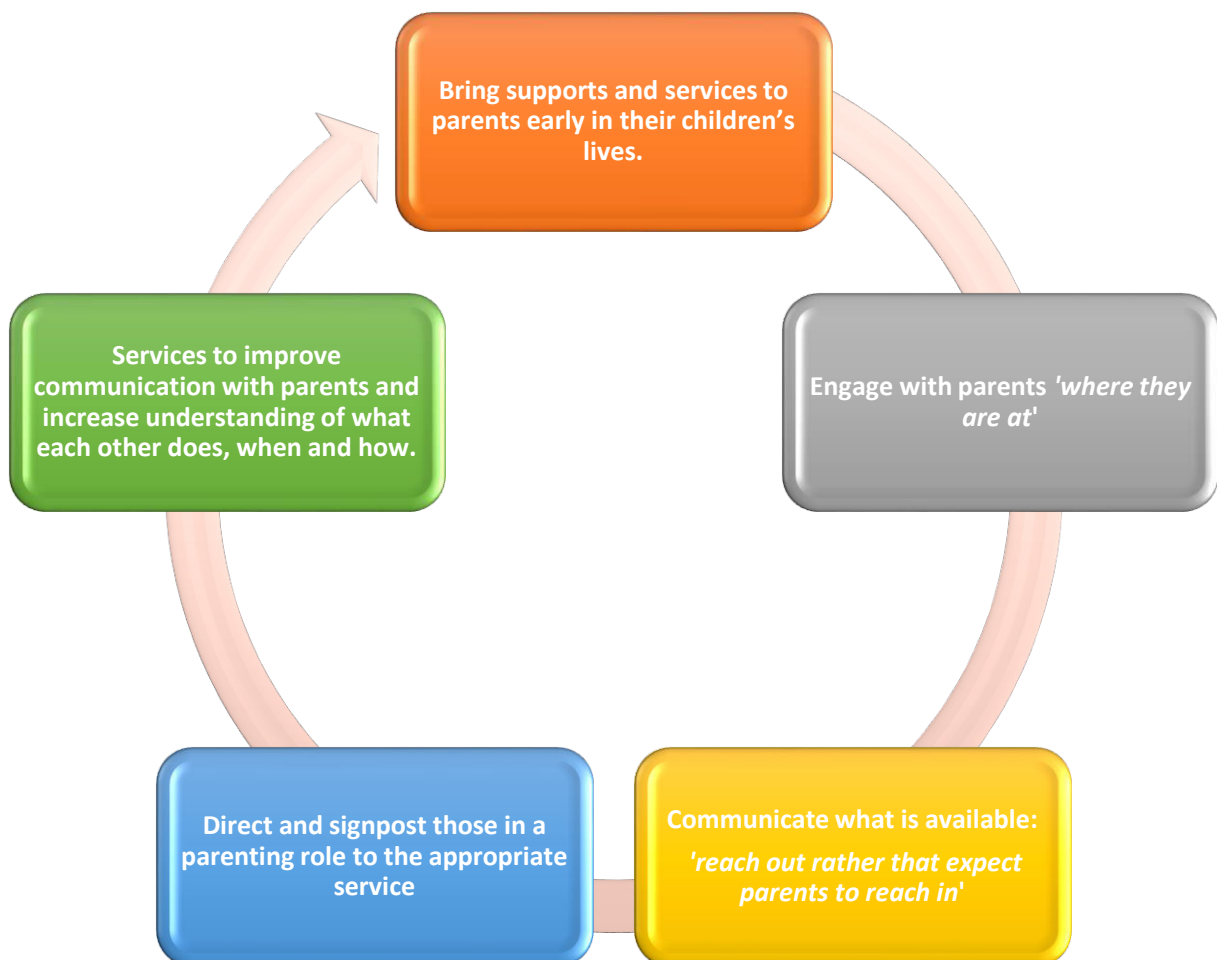 Bring supports and services to
parents early in their children’s
lives.
Engage with parents 'where they
are at'
Communicate what is available:
'reach out rather that expect
parents to reach in'
Direct and signpost those in a
parenting role to the appropriate
service
Services to improve
communication with parents and
increase understanding of what
each other does, when and how.